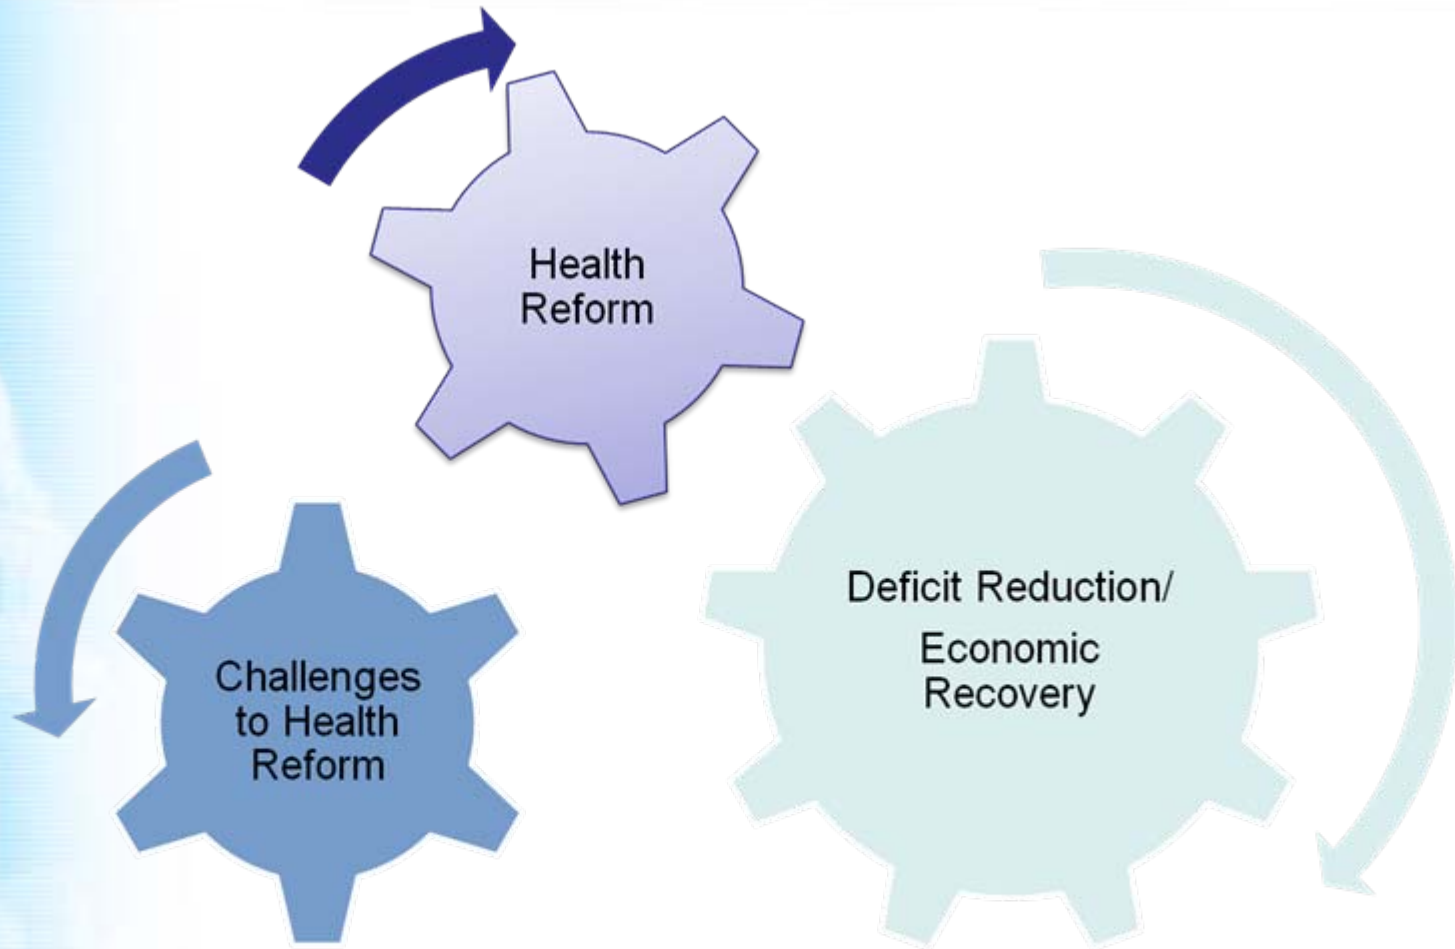 Health
Reform
Challenges
to Health
Reform
Deficit Reduction/
Economic
Recovery